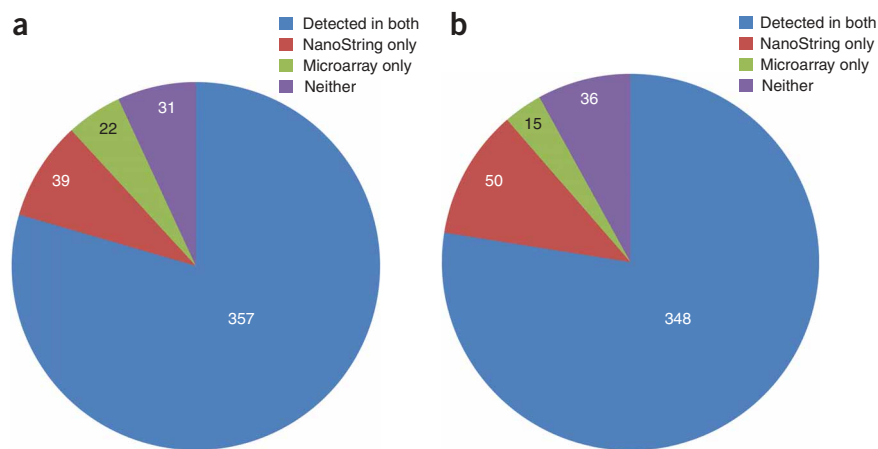 a
Detected in both
NanoString only
Microarray only
Neither
31
22
39
357
b
Detected in both
NanoString only
Microarray only
Neither
36
15
50
348